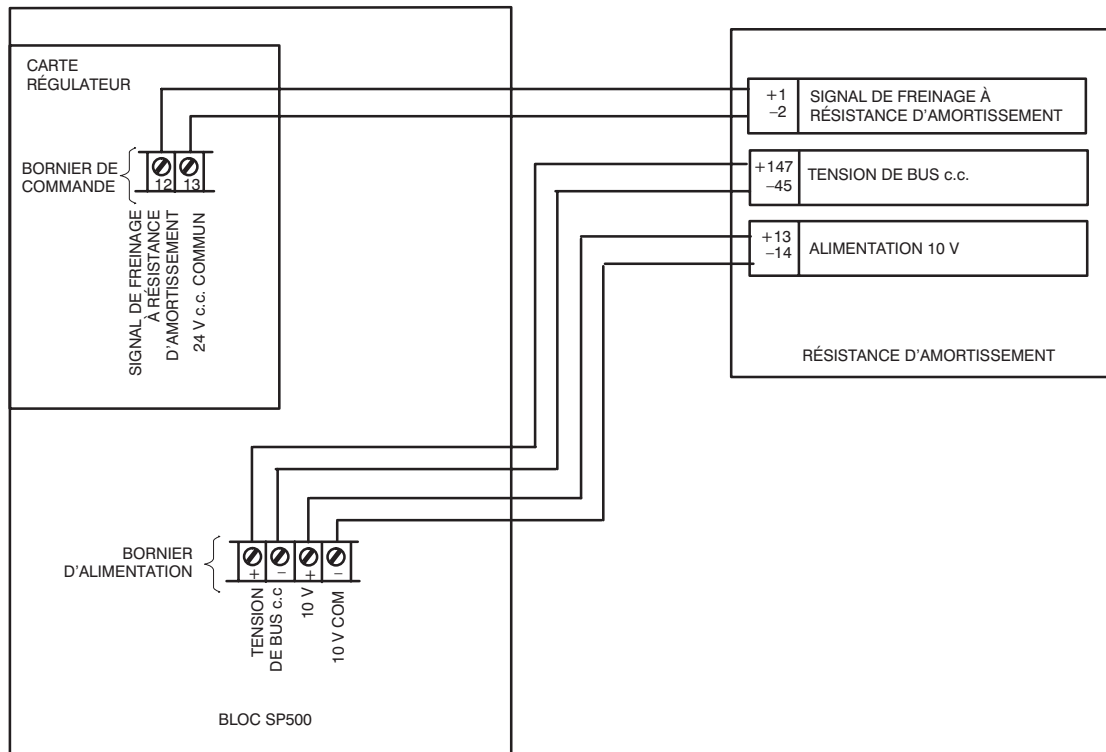 CARTE
RÉGULATEUR
BORNIER DE
COMMANDE
12 13
SIGNAL DE FREINAGE
À RÉSISTANCE
D'AMORTISSEMENT
24 V c.c. COMMUN
+1
−2
SIGNAL DE FREINAGE À
RÉSISTANCE D'AMORTISSEMENT
+147
−45
TENSION DE BUS c.c.
+13
−14
ALIMENTATION 10 V
RÉSISTANCE D'AMORTISSEMENT
BORNIER
D'ALIMENTATION
+ − + −
TENSION
DE BUS c.c
10 V
10 V COM
BLOC SP500